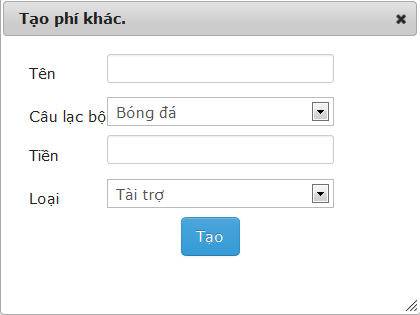 Tạo phí khác.
Tên
Câu lạc bộ Bóng đá
Tiền
Loại Tài trợ
Tạo